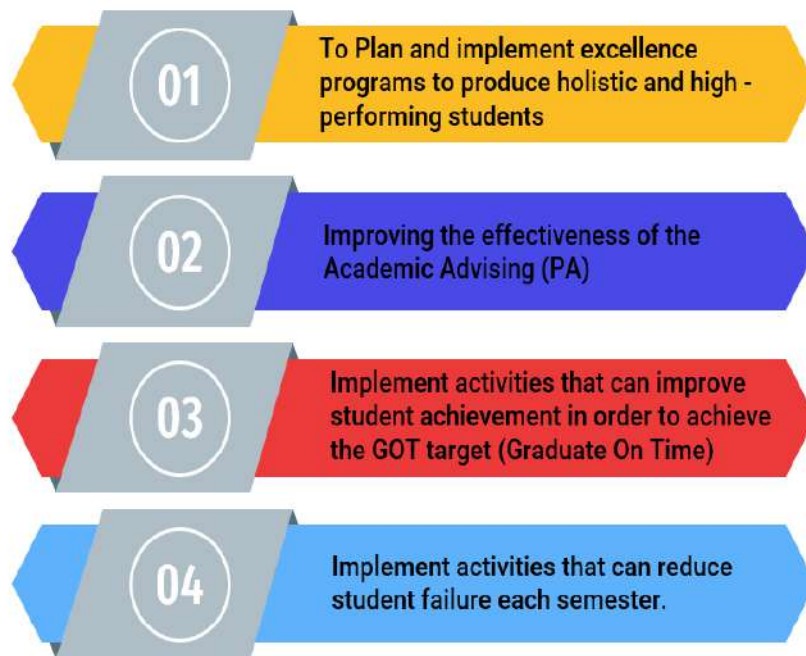 01
To Plan and implement excellence
programs to produce holistic and high -
performing students
02
Improving the effectiveness of the
Academic Advising (PA)
03
Implement activities that can improve
student achievement in order to achieve
the GOT target (Graduate On Time)
04
Implement activities that can reduce
student failure each semester.